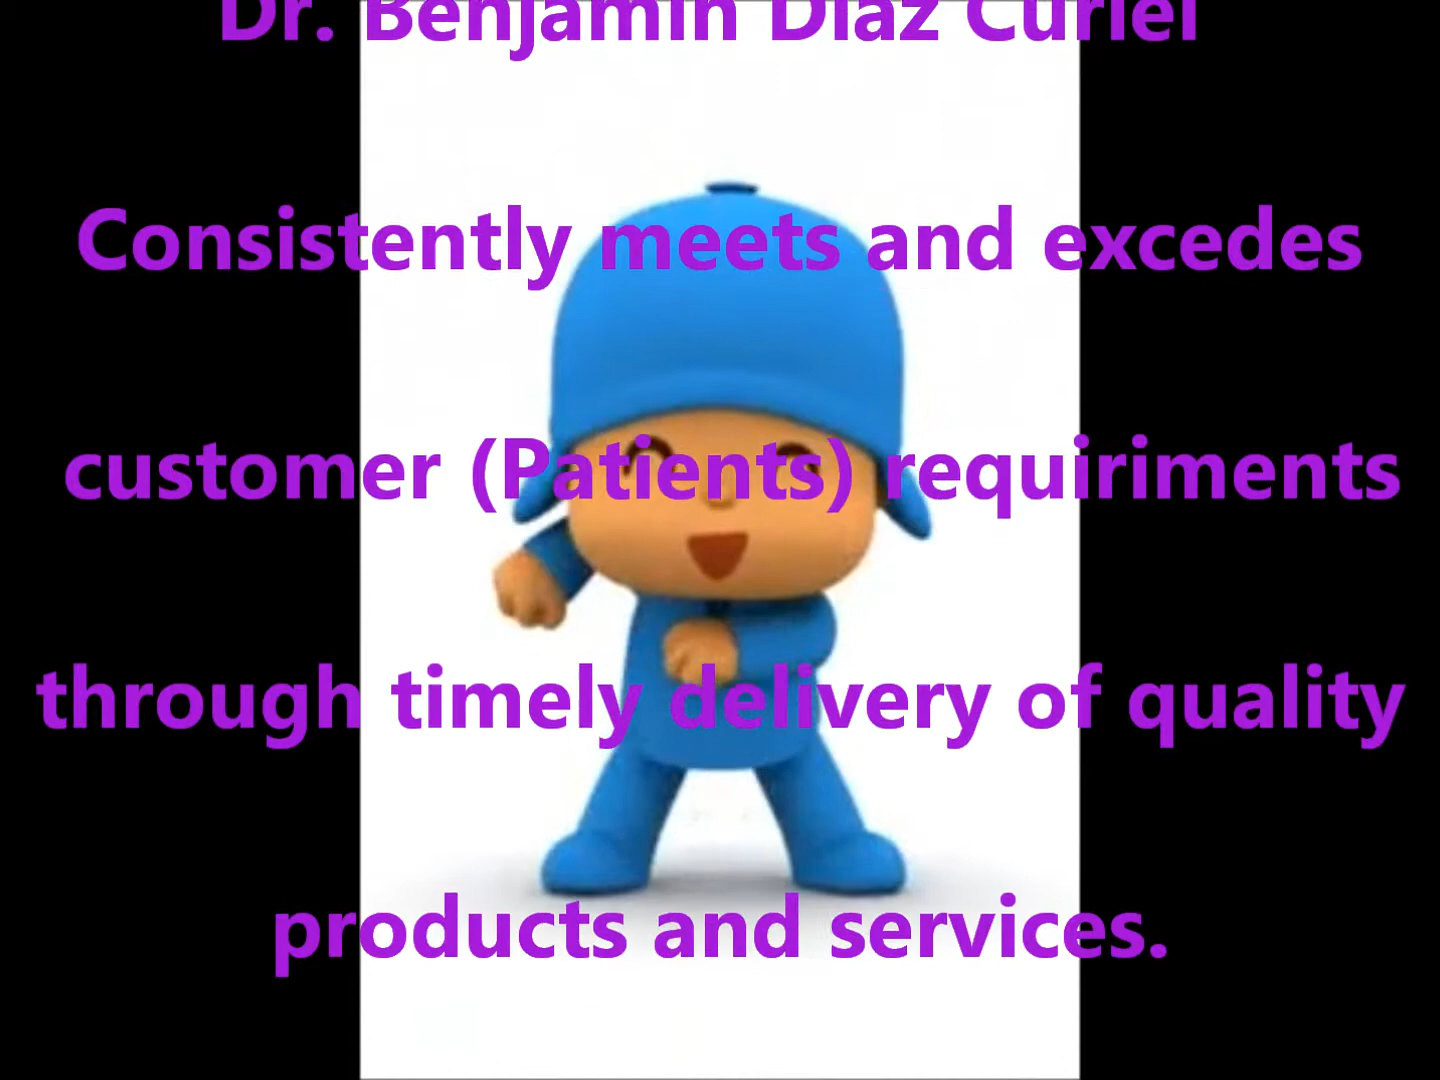 Dr. Benjamin Diaz Curiel
Consistently meets and excedes
customer (Patients) requiriments
through timely delivery of quality
products and services.